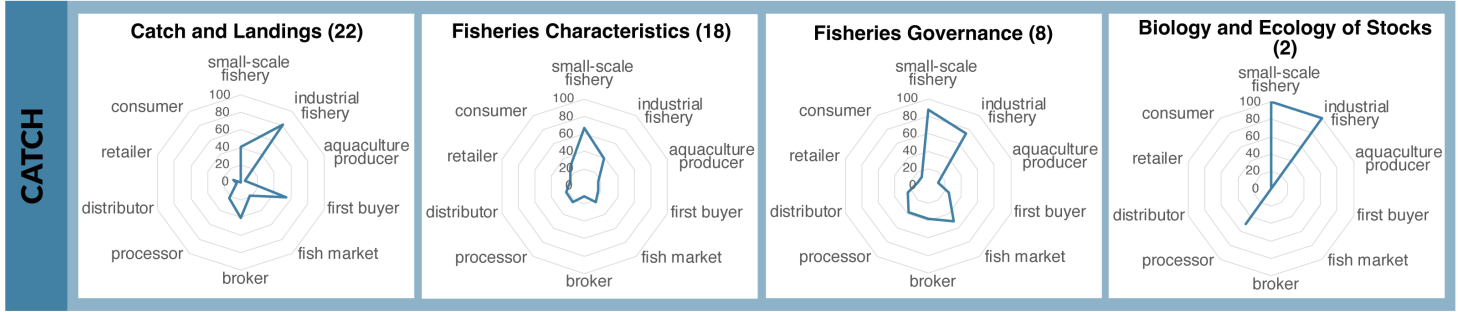 CATCH
Catch and Landings (22)
small-scale
fishery
industrial
fishery
aquaculture
producer
first buyer
fish market
broker
processor
distributor
retailer
consumer
100
80
60
40
20
0
Fisheries Characteristics (18)
small-scale
fishery
industrial
fishery
aquaculture
producer
first buyer
fish market
broker
processor
distributor
retailer
consumer
100
80
60
40
20
0
Fisheries Governance (8)
small-scale
fishery
industrial
fishery
aquaculture
producer
first buyer
fish market
broker
processor
distributor
retailer
consumer
100
80
60
40
20
0
Biology and Ecology of Stocks
(2)
small-scale
fishery
industrial
fishery
aquaculture
producer
first buyer
fish market
broker
processor
distributor
retailer
consumer
100
80
60
40
20
0